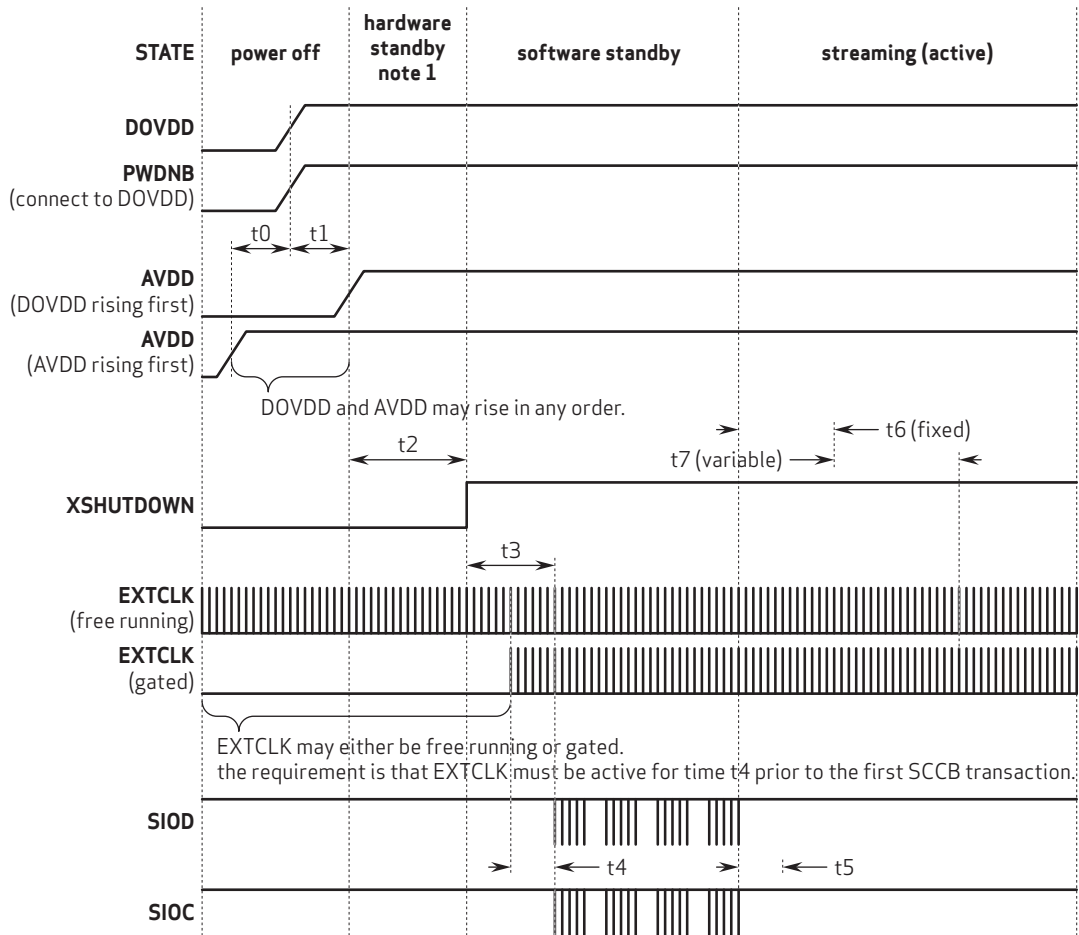 STATE
power off
hardware
standby
note 1
software standby
streaming (active)
DOVDD
PWDNB
(connect to DOVDD)
t0
t1
AVDD
(DOVDD rising first)
AVDD
(AVDD rising first)
DOVDD and AVDD may rise in any order.
t6 (fixed)
t2
t7 (variable)
XSHUTDOWN
t3
EXTCLK
(free running)
EXTCLK
(gated)
EXTCLK may either be free running or gated.
the requirement is that EXTCLK must be active for time t4 prior to the first SCCB transaction.
SIOD
t4
t5
SIOC